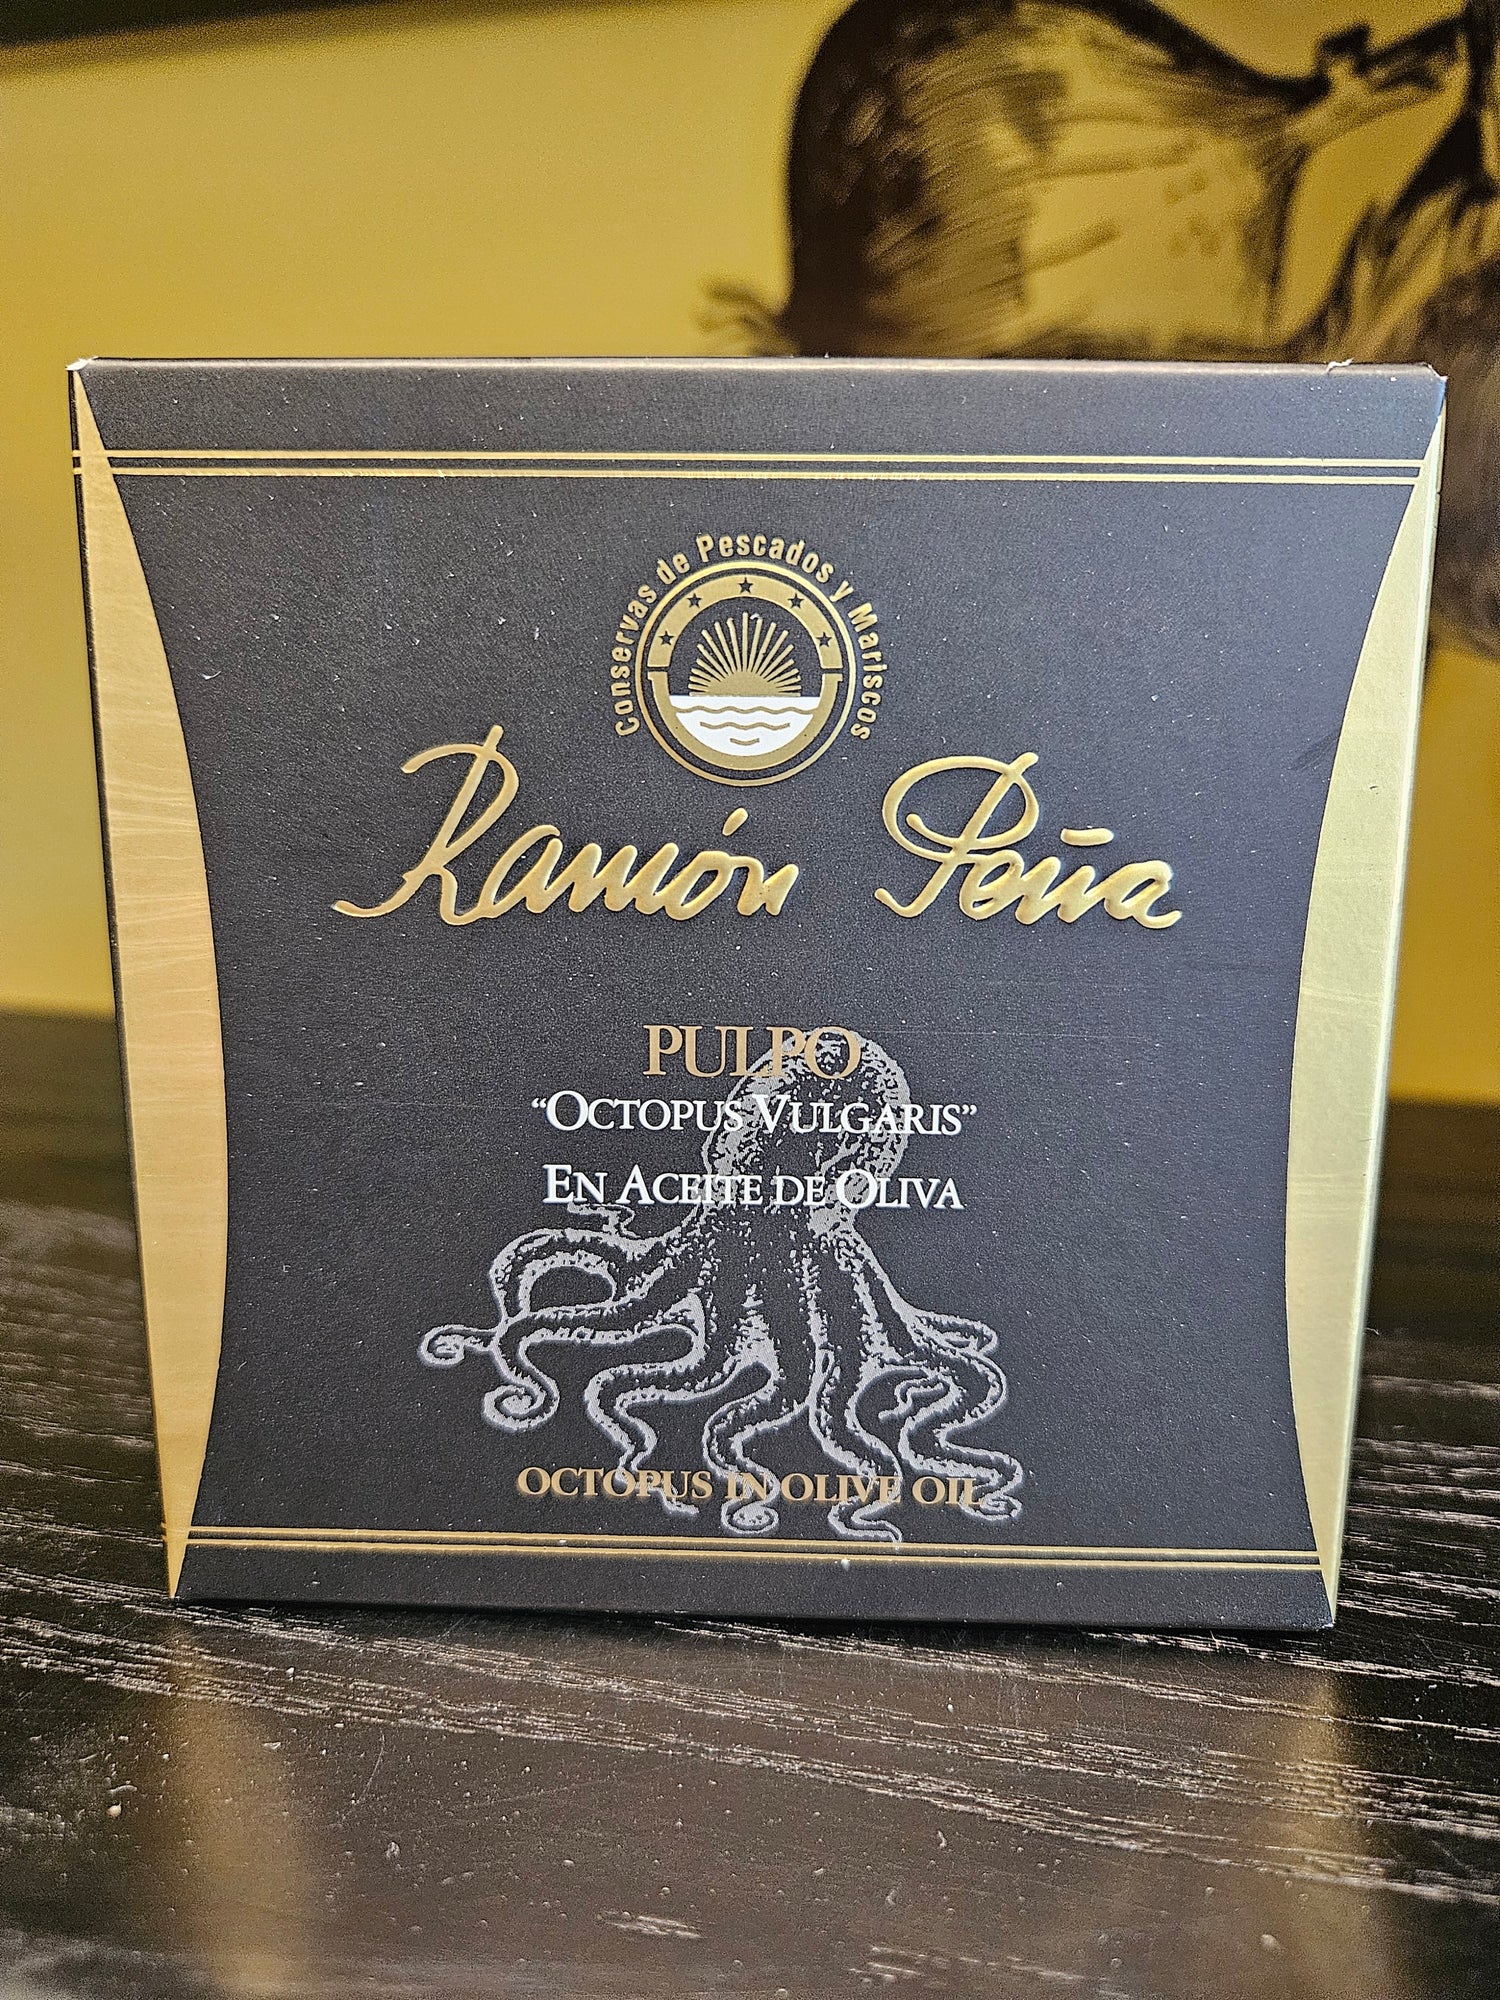 Conservas de Pescados y Mariscos
Ramón Peña
PULPO
“OCTOPUS VULGARIS”
EN ACEITE DE OLIVA
OCTOPUS IN OLIVE OIL